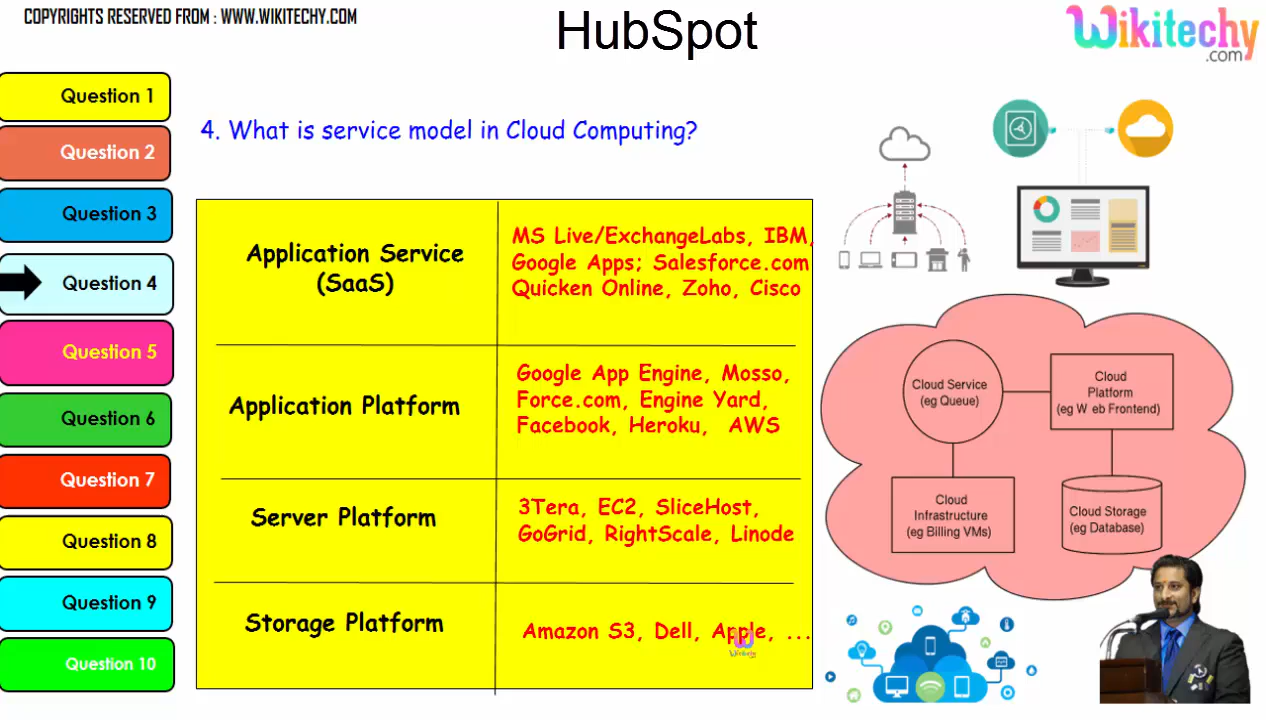 COPYRIGHTS RESERVED FROM : WWW.WIKITECHY.COM
HubSpot
Wikitechy
.com
Question 1
Question 2
Question 3
Question 4
Question 5
Question 6
Question 7
Question 8
Question 9
Question 10
4. What is service model in Cloud Computing?
Application Service
(SaaS)
MS Live/ExchangeLabs, IBM,
Google Apps; Salesforce.com
Quicken Online, Zoho, Cisco
Application Platform
Google App Engine, Mosso,
Force.com, Engine Yard,
Facebook, Heroku, AWS
Server Platform
3Tera, EC2, SliceHost,
GoGrid, RightScale, Linode
Storage Platform
Amazon S3, Dell, Apple, ...
Wikitechy
Cloud Service
(eg Queue)
Cloud
Platform
(eg W eb Frontend)
Cloud
Infrastructure
(eg Billing VMs)
Cloud Storage
(eg Database)